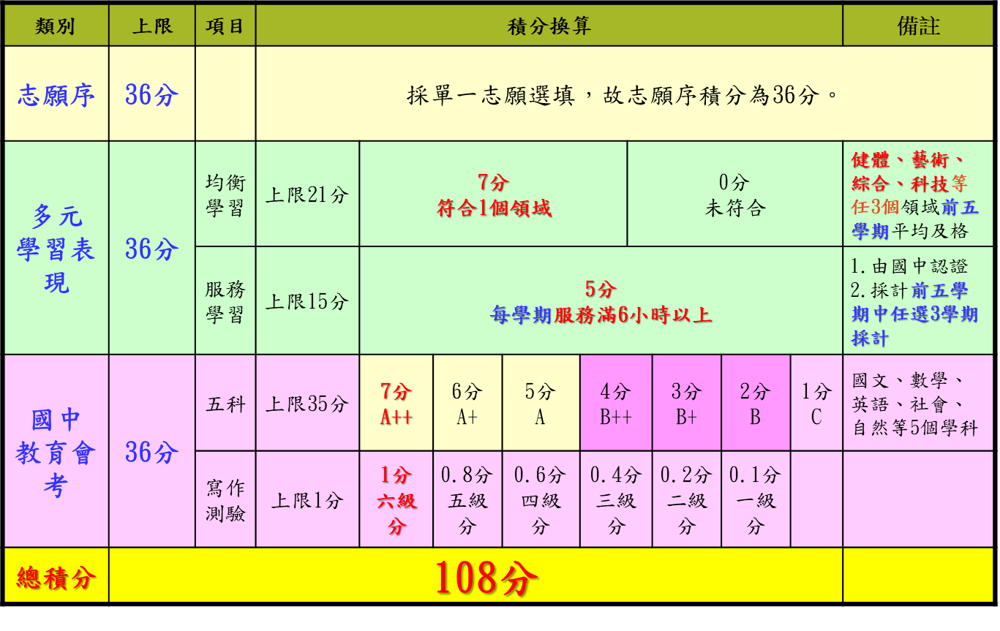 類別
上限
項目
積分換算
備註
志願序
36分
採單一志願選填，故志願序積分為36分。
多元
學習表
現
36分
均衡
學習
上限21分
7分
符合1個領域
0分
未符合
健體、藝術、
綜合、科技等
任3個領域前五
學期平均及格
服務
學習
上限15分
5分
每學期服務滿6小時以上
1.由國中認證
2.採計前五學
期中任選3學期
採計
國中
教育會
考
36分
五科
上限35分
7分
A++
6分
A+
5分
A
4分
B++
3分
B+
2分
B
1分
C
國文、數學、
英語、社會、
自然等5個學科
寫作
測驗
上限1分
1分
六級
分
0.8分
五級
分
0.6分
四級
分
0.4分
三級
分
0.2分
二級
分
0.1分
一級
分
總積分
108分